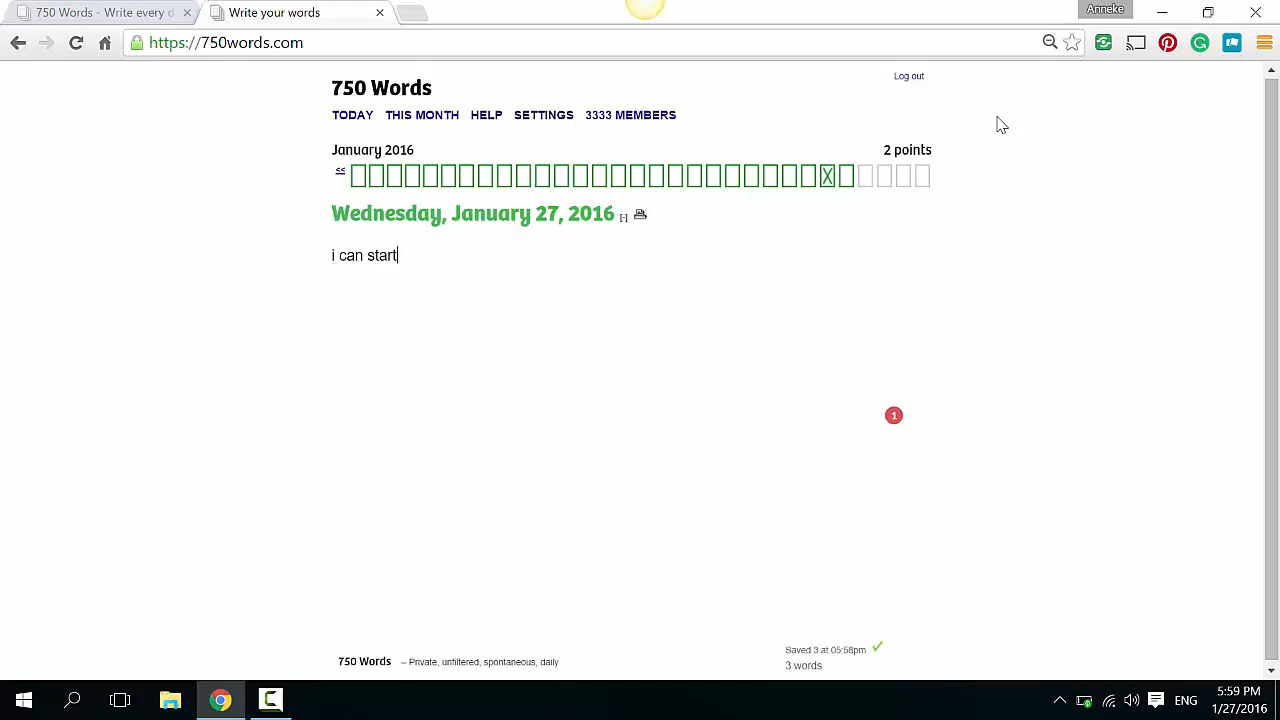 750 Words - Write every d
Write your words
Anneke
https://750words.com
Log out
750 Words
TODAY THIS MONTH HELP SETTINGS 3333 MEMBERS
January 2016
2 points
<< X
Wednesday, January 27, 2016 [-]
i can start
1
Saved 3 at 05:58pm
750 Words – Private, unfiltered, spontaneous, daily
3 words
ENG
5:59 PM
1/27/2016